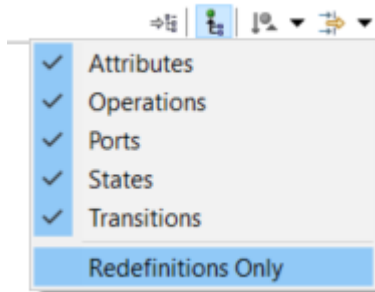 Attributes
Operations
Ports
States
Transitions
Redefinitions Only